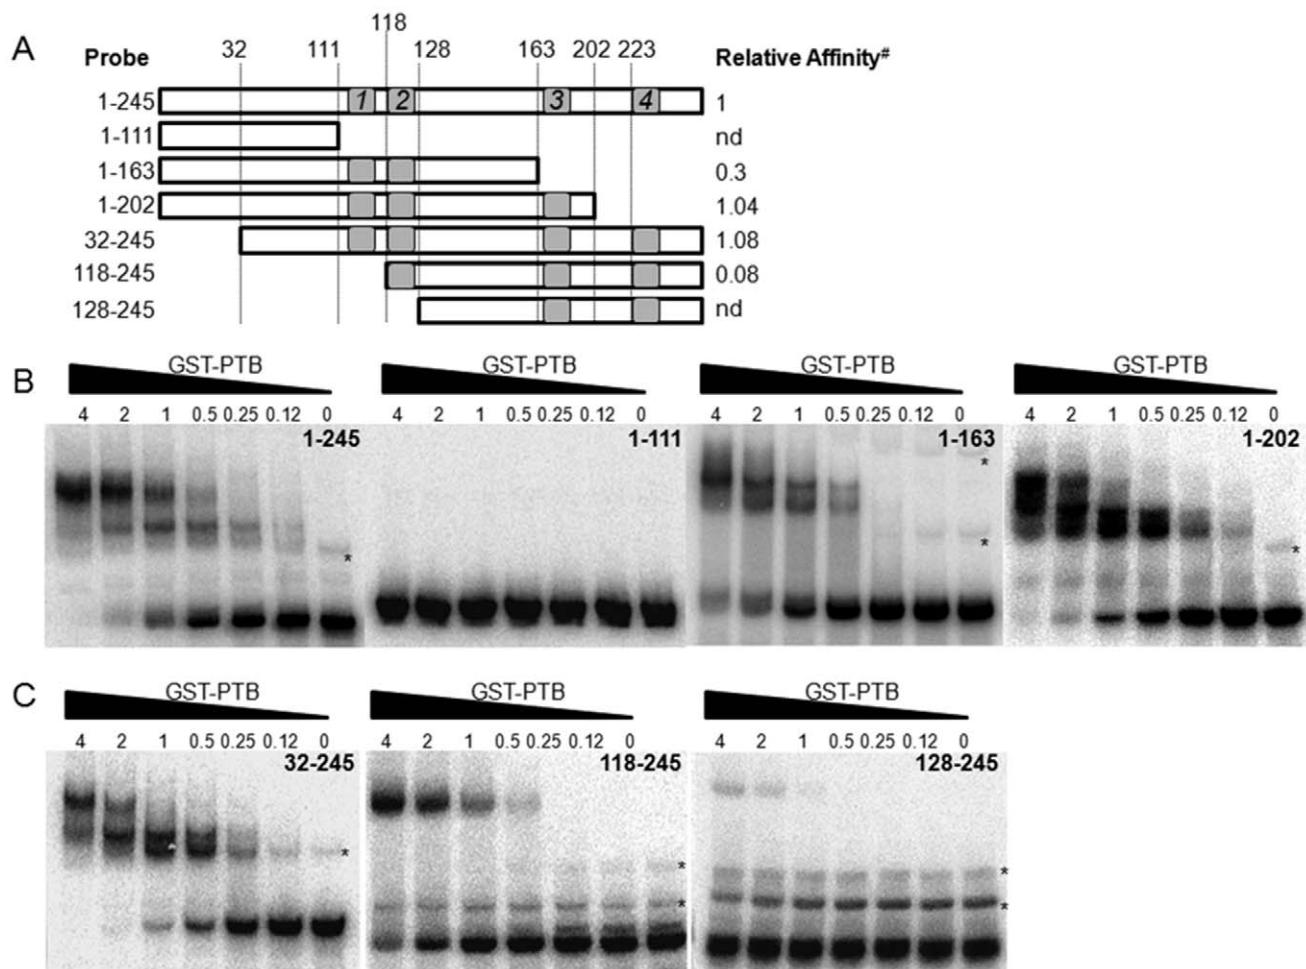 A
118
Probe 32 111 128 163 202 223 Relative Affinity#
1-245 1 2 3 4 1
1-111 nd
1-163 0.3
1-202 1.04
32-245 1.08
118-245 0.08
128-245 nd
B GST-PTB GST-PTB GST-PTB GST-PTB
4 2 1 0.5 0.25 0.12 0 4 2 1 0.5 0.25 0.12 0 4 2 1 0.5 0.25 0.12 0 4 2 1 0.5 0.25 0.12 0
1-245 1-111 1-163 1-202
* * * *
C GST-PTB GST-PTB GST-PTB
4 2 1 0.5 0.25 0.12 0 4 2 1 0.5 0.25 0.12 0 4 2 1 0.5 0.25 0.12 0
32-245 118-245 128-245
* * * * *